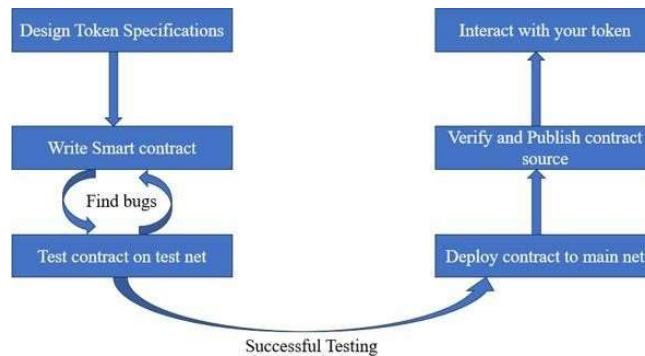 Design Token Specifications
Write Smart contract
Find bugs
Test contract on test net
Successful Testing
Deploy contract to main net
Verify and Publish contract
source
Interact with your token